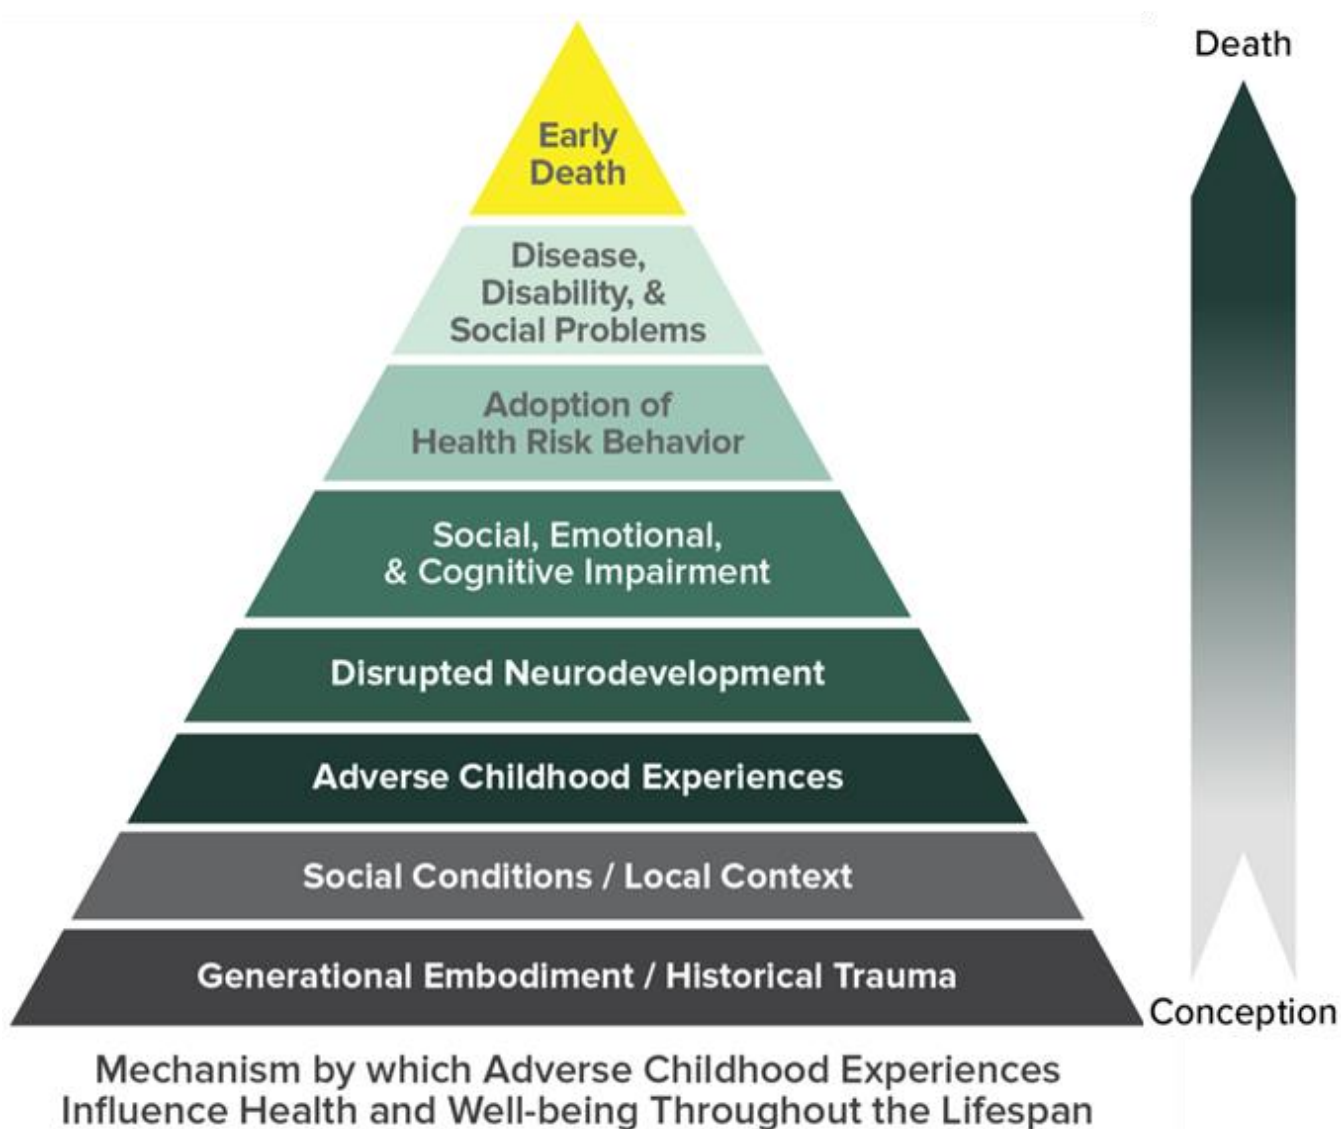 Death
Early
Death
Disease,
Disability, &
Social Problems
Adoption of
Health Risk Behavior
Social, Emotional,
& Cognitive Impairment
Disrupted Neurodevelopment
Adverse Childhood Experiences
Social Conditions / Local Context
Generational Embodiment / Historical Trauma
Conception
Mechanism by which Adverse Childhood Experiences
Influence Health and Well-being Throughout the Lifespan